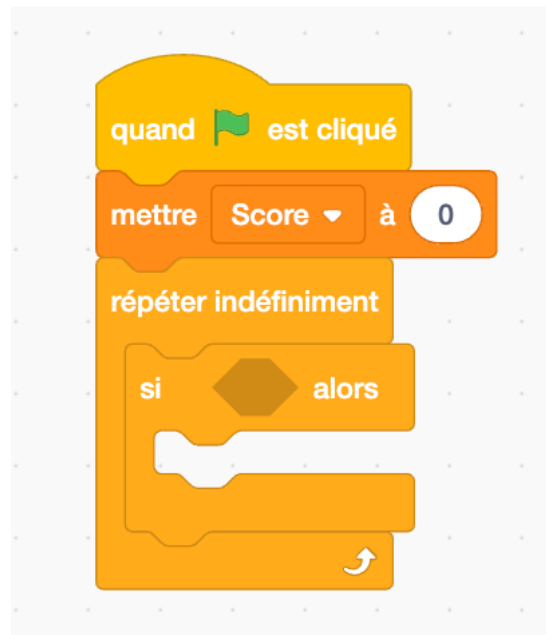 quand est cliqué
mettre Score à 0
répéter indéfiniment
si alors